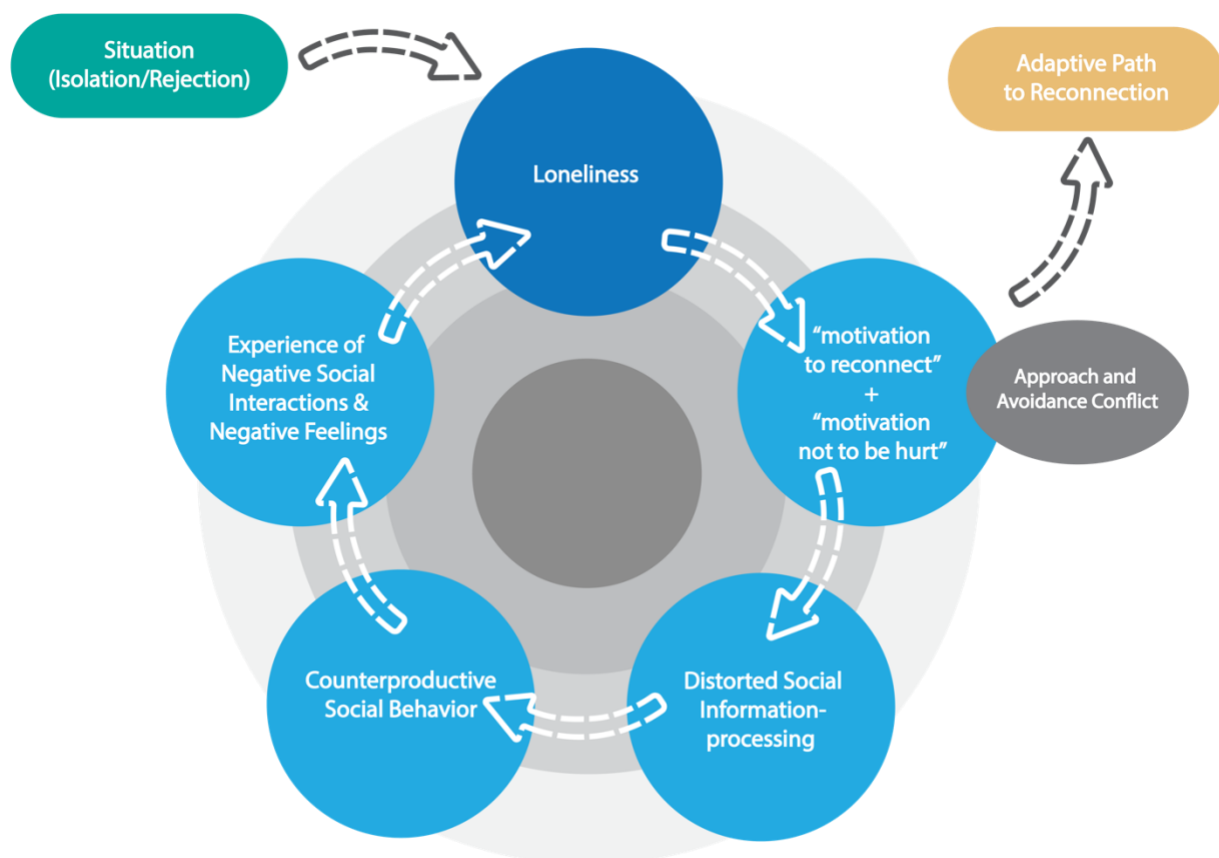 Situation
(Isolation/Rejection)
Adaptive Path
to Reconnection
Loneliness
“motivation
to reconnect”
+
“motivation
not to be hurt”
Approach and
Avoidance Conflict
Distorted Social
Information-
processing
Counterproductive
Social Behavior
Experience of
Negative Social
Interactions &
Negative Feelings